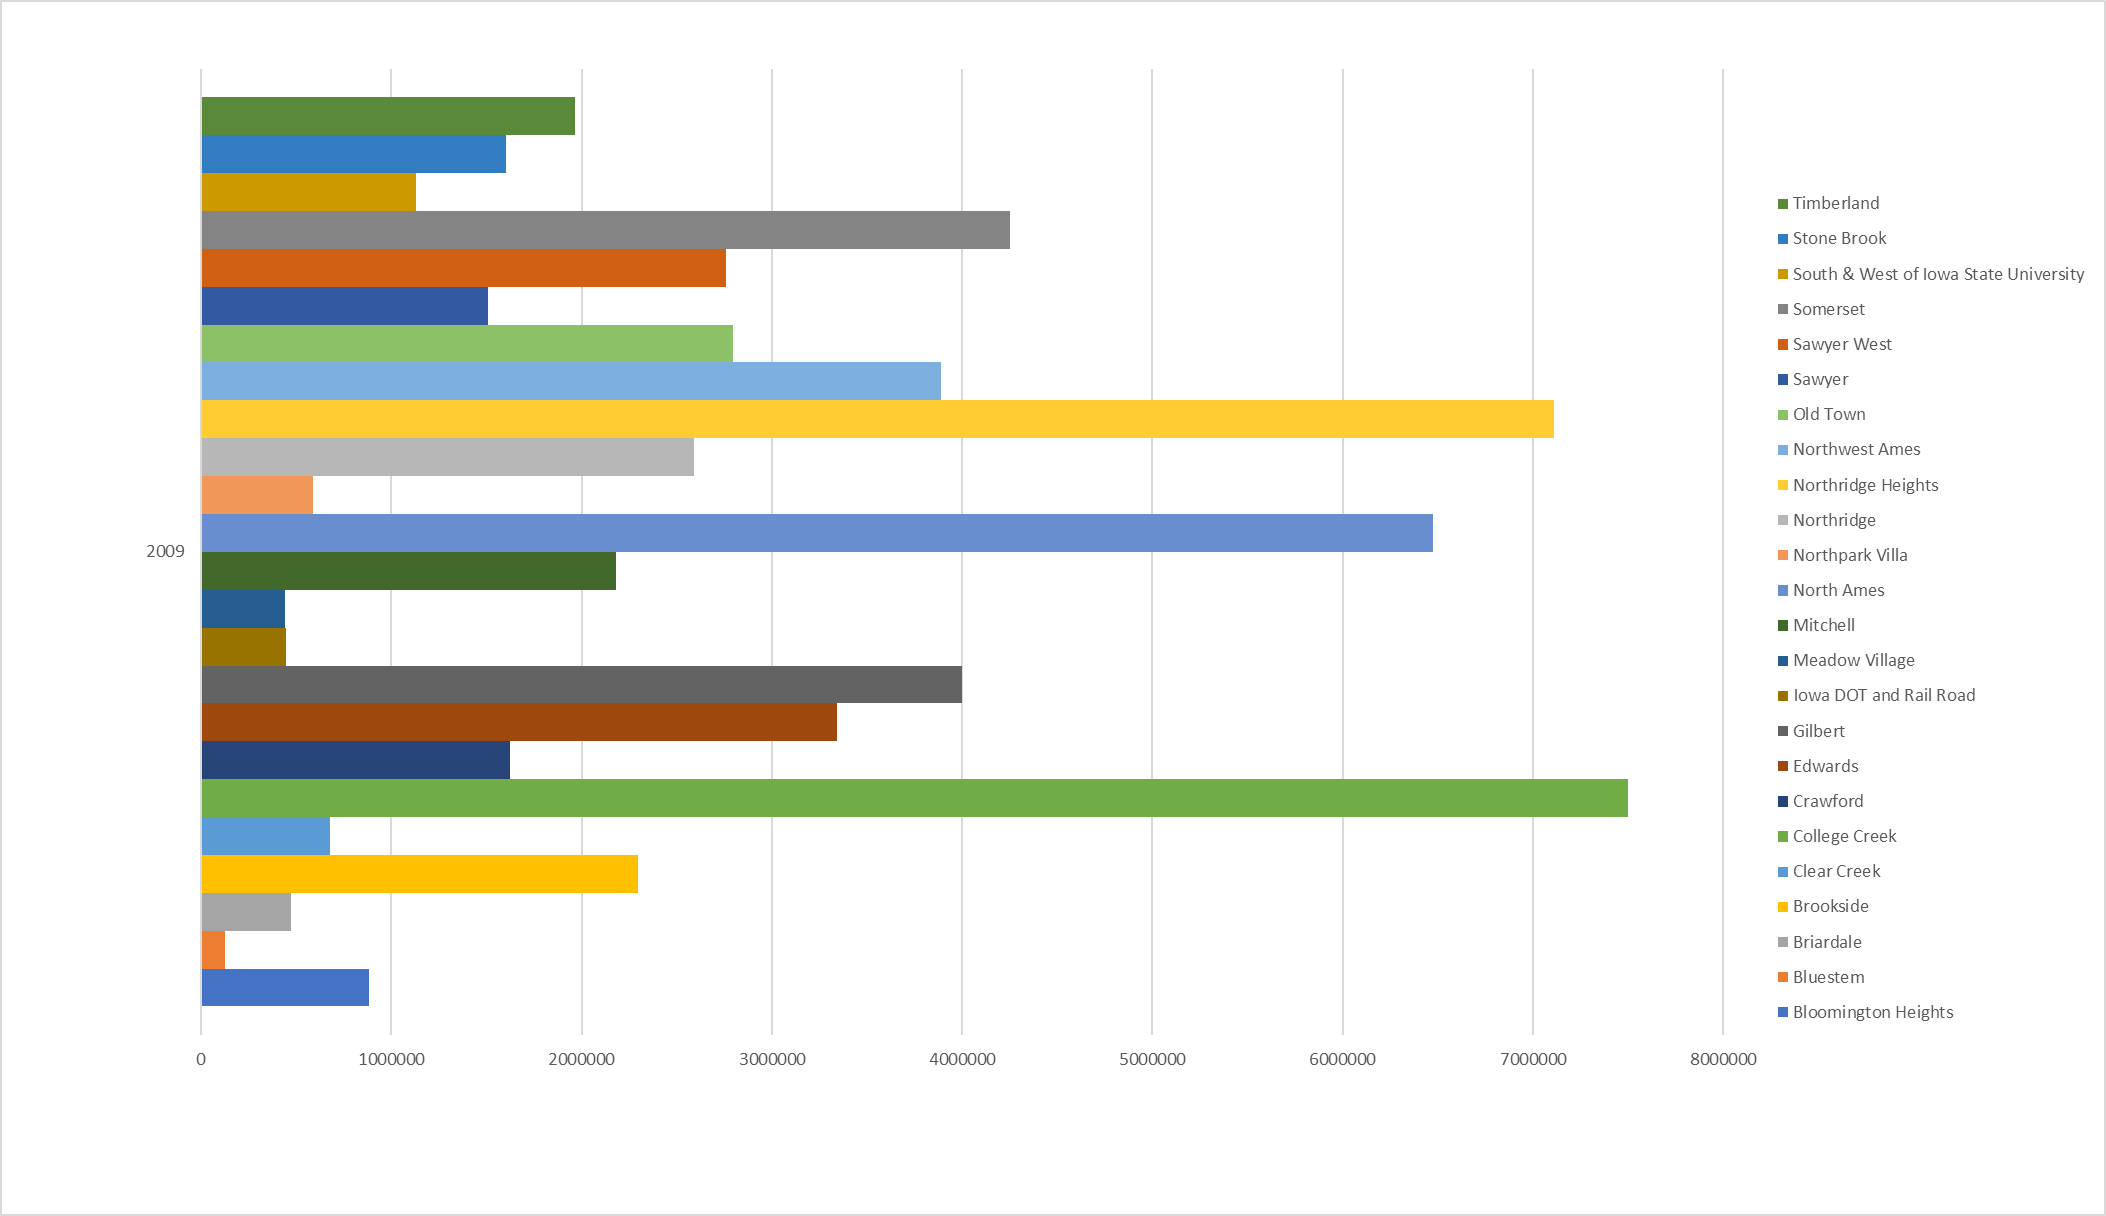 2009
0
1000000
2000000
3000000
4000000
5000000
6000000
7000000
8000000
Timberland
Stone Brook
South & West of Iowa State University
Somerset
Sawyer West
Sawyer
Old Town
Northwest Ames
Northridge Heights
Northridge
Northpark Villa
North Ames
Mitchell
Meadow Village
Iowa DOT and Rail Road
Gilbert
Edwards
Crawford
College Creek
Clear Creek
Brookside
Briardale
Bluestem
Bloomington Heights